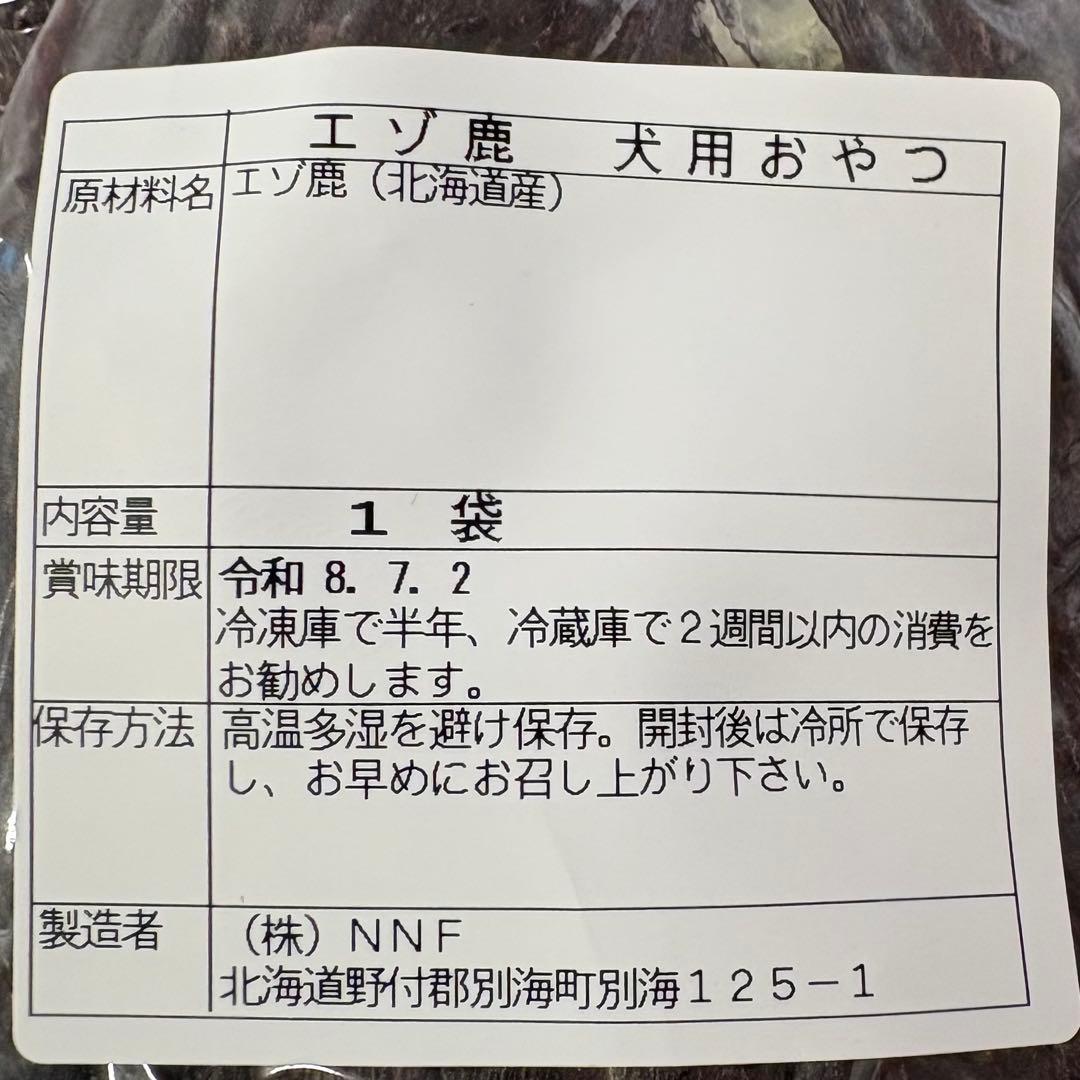 エゾ鹿 犬用おやつ
原材料名 エゾ鹿（北海道産）
内容量 1 袋
賞味期限 令和 8. 7. 2
冷凍庫で半年、冷蔵庫で２週間以内の消費を
お勧めします。
保存方法 高温多湿を避け保存。開封後は冷所で保存
し、お早めにお召し上がり下さい。
製造者 （株）ＮＮＦ
北海道野付郡別海町別海１２５－１